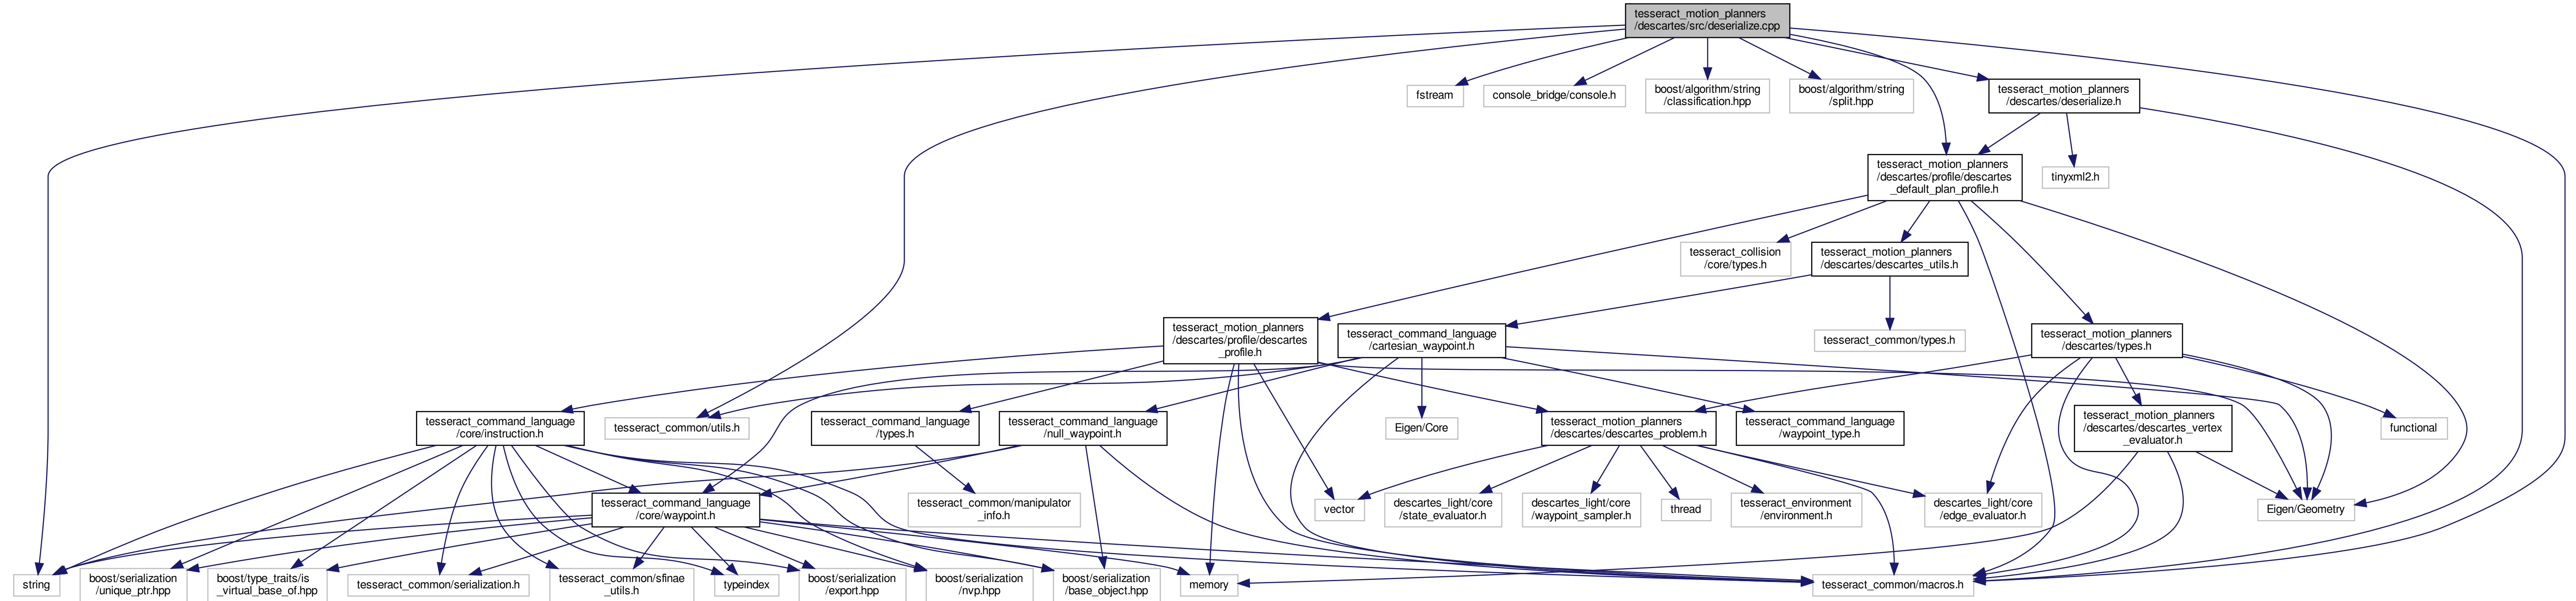 tesseract_motion_planners
/descartes/src/deserialize.cpp
fstream
console_bridge/console.h
boost/algorithm/string
/classification.hpp
boost/algorithm/string
/split.hpp
tesseract_motion_planners
/descartes/deserialize.h
tesseract_motion_planners
/descartes/profile/descartes
_default_plan_profile.h
tinyxml2.h
tesseract_collision
/core/types.h
tesseract_motion_planners
/descartes/descartes_utils.h
tesseract_motion_planners
/descartes/profile/descartes
_profile.h
tesseract_command_language
/cartesian_waypoint.h
tesseract_common/types.h
tesseract_motion_planners
/descartes/types.h
tesseract_command_language
/core/instruction.h
tesseract_common/utils.h
tesseract_command_language
/types.h
tesseract_command_language
/null_waypoint.h
Eigen/Core
tesseract_motion_planners
/descartes/descartes_problem.h
tesseract_command_language
/waypoint_type.h
tesseract_motion_planners
/descartes/descartes_vertex
_evaluator.h
functional
tesseract_command_language
/core/waypoint.h
tesseract_common/manipulator
_info.h
vector
descartes_light/core
/state_evaluator.h
descartes_light/core
/waypoint_sampler.h
thread
tesseract_environment
/environment.h
descartes_light/core
/edge_evaluator.h
Eigen/Geometry
string
boost/serialization
/unique_ptr.hpp
boost/type_traits/is
_virtual_base_of.hpp
tesseract_common/serialization.h
tesseract_common/sfinae
_utils.h
typeindex
boost/serialization
/export.hpp
boost/serialization
/nvp.hpp
boost/serialization
/base_object.hpp
memory
tesseract_common/macros.h